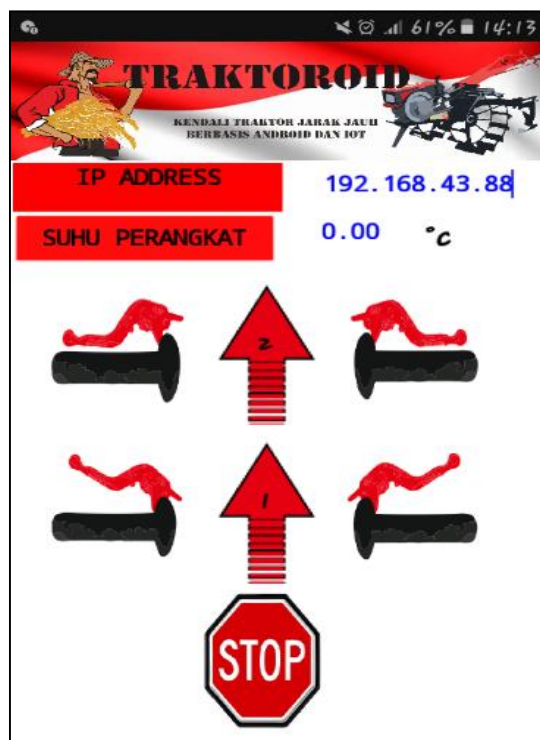 61% 14:13
TRAKTOROID
KENDALI TRAKTOR JARAK JAUH
BERBASIS ANDROID DAN IOT
IP ADDRESS 192.168.43.88
SUHU PERANGKAT 0.00 °C
2
1
STOP